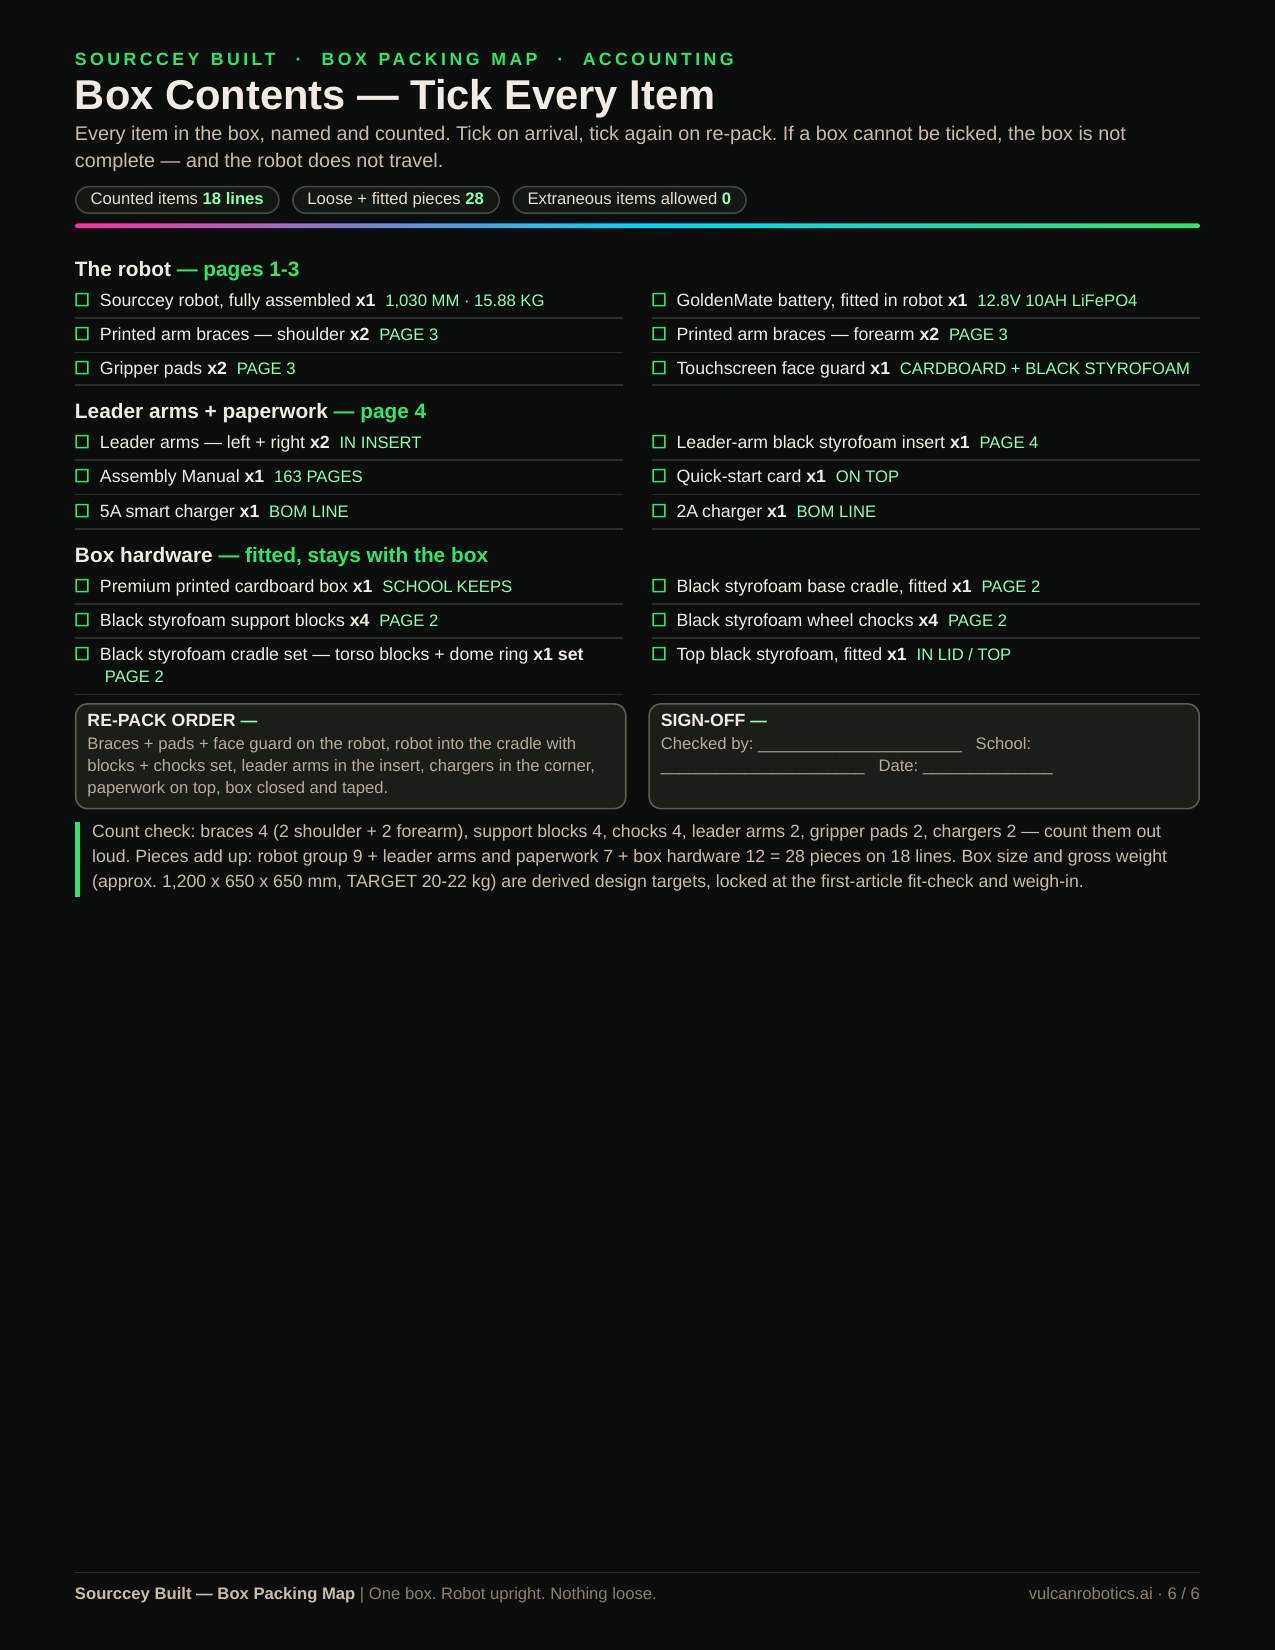 SOURCCEY BUILT · BOX PACKING MAP · ACCOUNTING
Box Contents — Tick Every Item
Every item in the box, named and counted. Tick on arrival, tick again on re-pack. If a box cannot be ticked, the box is not
complete — and the robot does not travel.
Counted items 18 lines Loose + fitted pieces 28 Extraneous items allowed 0
The robot — pages 1-3
☐ Sourccey robot, fully assembled x1 1,030 MM · 15.88 KG
☐ GoldenMate battery, fitted in robot x1 12.8V 10AH LiFePO4
☐ Printed arm braces — shoulder x2 PAGE 3
☐ Printed arm braces — forearm x2 PAGE 3
☐ Gripper pads x2 PAGE 3
☐ Touchscreen face guard x1 CARDBOARD + BLACK STYROFOAM
Leader arms + paperwork — page 4
☐ Leader arms — left + right x2 IN INSERT
☐ Leader-arm black styrofoam insert x1 PAGE 4
☐ Assembly Manual x1 163 PAGES
☐ Quick-start card x1 ON TOP
☐ 5A smart charger x1 BOM LINE
☐ 2A charger x1 BOM LINE
Box hardware — fitted, stays with the box
☐ Premium printed cardboard box x1 SCHOOL KEEPS
☐ Black styrofoam base cradle, fitted x1 PAGE 2
☐ Black styrofoam support blocks x4 PAGE 2
☐ Black styrofoam wheel chocks x4 PAGE 2
☐ Black styrofoam cradle set — torso blocks + dome ring x1 set
PAGE 2
☐ Top black styrofoam, fitted x1 IN LID / TOP
RE-PACK ORDER —
Braces + pads + face guard on the robot, robot into the cradle with
blocks + chocks set, leader arms in the insert, chargers in the corner,
paperwork on top, box closed and taped.
SIGN-OFF —
Checked by: ______________________ School:
______________________ Date: ______________
Count check: braces 4 (2 shoulder + 2 forearm), support blocks 4, chocks 4, leader arms 2, gripper pads 2, chargers 2 — count them out
loud. Pieces add up: robot group 9 + leader arms and paperwork 7 + box hardware 12 = 28 pieces on 18 lines. Box size and gross weight
(approx. 1,200 x 650 x 650 mm, TARGET 20-22 kg) are derived design targets, locked at the first-article fit-check and weigh-in.
Sourccey Built — Box Packing Map | One box. Robot upright. Nothing loose.
vulcanrobotics.ai · 6 / 6